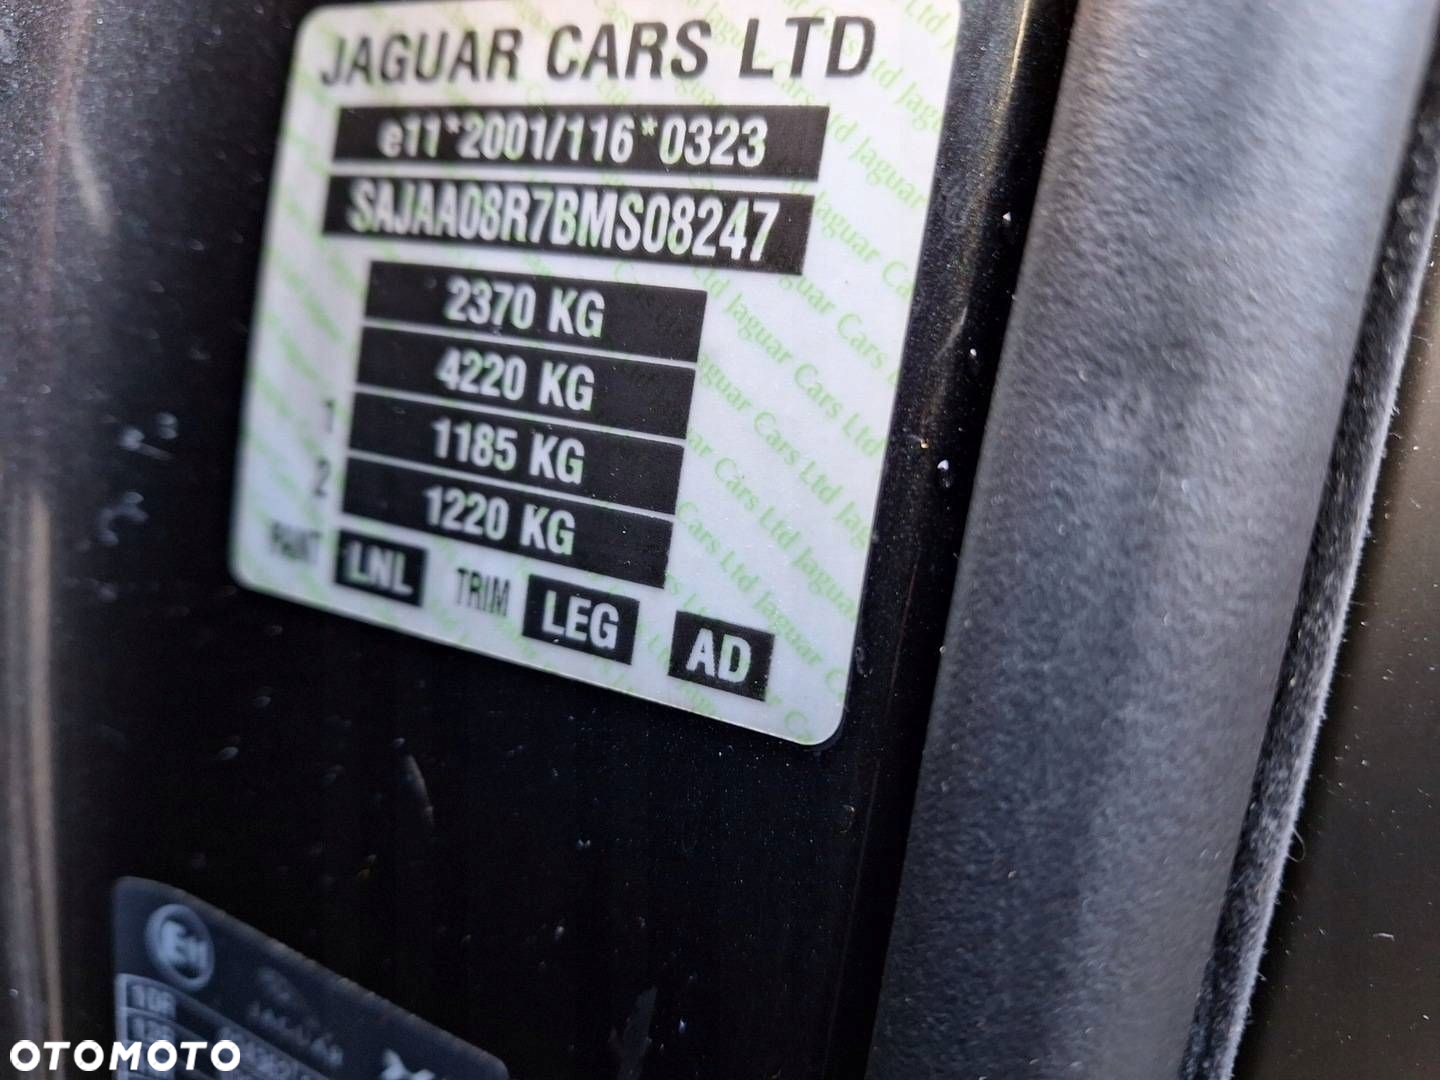 JAGUAR CARS LTD
e11*2001/116*0323
SAJAA08R7BMS08247
2370 KG
4220 KG
1 1185 KG
2 1220 KG
PAINT LNL TRIM LEG AD
JAGUAR
OTOMOTO